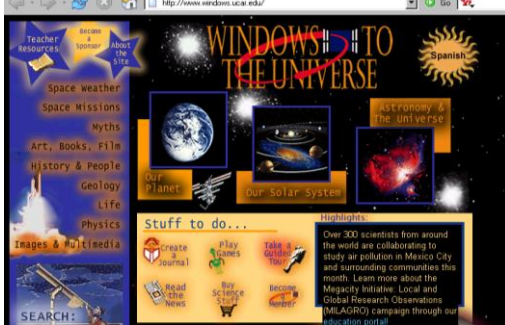 http://www.windows.ucar.edu/
Go
Teacher
Resources
Become
a
Sponsor
About
the
Site
WINDOWS TO
THE UNIVERSE
Spanish
Space Weather
Space Missions
Myths
Art, Books, Film
History & People
Geology
Life
Physics
Images & Multimedia
SEARCH:
Our
Planet
Our Solar System
Astronomy &
The Universe
Stuff to do...
Create
a
Journal
Play
Games
Take a
Guided
Tour
Read
the
News
Buy
Science
Stuff
Become
a
Member
Highlights:
Over 300 scientists from around
the world are collaborating to
study air pollution in Mexico City
and surrounding communities this
month. Learn more about the
Megacity Initiative: Local and
Global Research Observations
(MILAGRO) campaign through our
education portal!